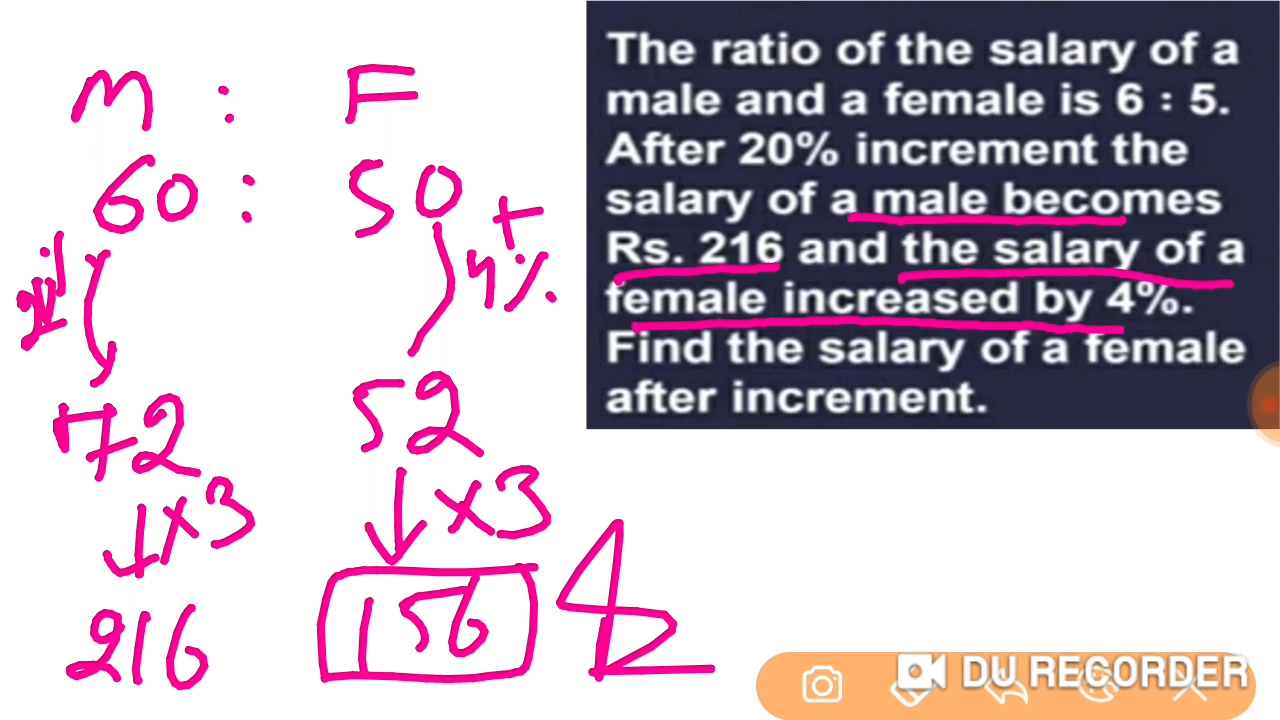 M : F
60 : 50
+
4%
72 52
×3 ×3
216 156
The ratio of the salary of a
male and a female is 6 : 5.
After 20% increment the
salary of a male becomes
Rs. 216 and the salary of a
female increased by 4%.
Find the salary of a female
after increment.
DU RECORDER